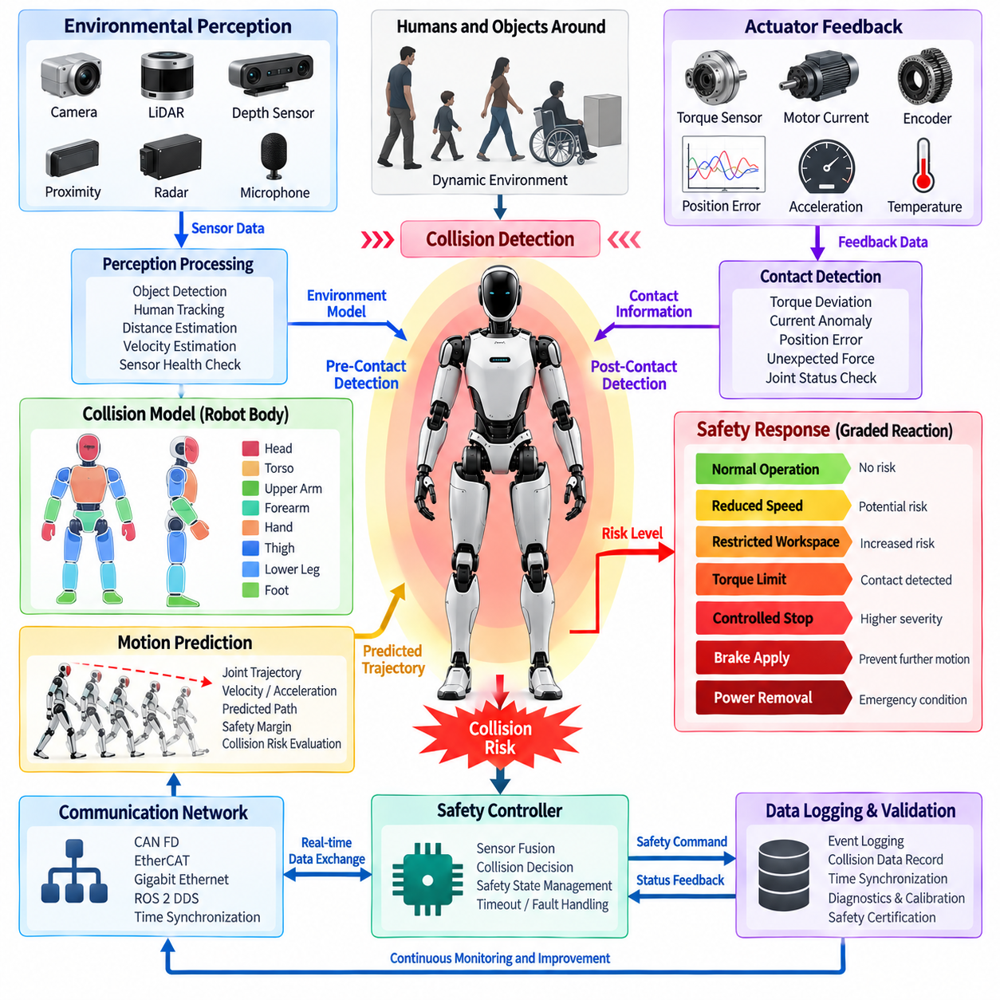 Environmental Perception
Camera
LiDAR
Depth Sensor
Proximity
Radar
Microphone
Humans and Objects Around
Dynamic Environment
Actuator Feedback
Torque Sensor
Motor Current
Encoder
Position Error
Acceleration
Temperature
Sensor Data
Collision Detection
Feedback Data
Perception Processing
Object Detection
Human Tracking
Distance Estimation
Velocity Estimation
Sensor Health Check
Environment
Model
Pre-Contact
Detection
Contact
Information
Post-Contact
Detection
Contact Detection
Torque Deviation
Current Anomaly
Position Error
Unexpected Force
Joint Status Check
Collision Model (Robot Body)
Head
Torso
Upper Arm
Forearm
Hand
Thigh
Lower Leg
Foot
Safety Response (Graded Reaction)
Normal Operation
No risk
Reduced Speed
Potential risk
Restricted Workspace
Increased risk
Torque Limit
Contact detected
Controlled Stop
Higher severity
Brake Apply
Prevent further motion
Power Removal
Emergency condition
Risk Level
Motion Prediction
Joint Trajectory
Velocity / Acceleration
Predicted Path
Safety Margin
Collision Risk Evaluation
Predicted
Trajectory
Collision
Risk
Communication Network
CAN FD
EtherCAT
Gigabit Ethernet
ROS 2 DDS
Time Synchronization
Real-time
Data Exchange
Safety Controller
Sensor Fusion
Collision Decision
Safety State Management
Timeout / Fault Handling
Safety Command
Status Feedback
Data Logging & Validation
Event Logging
Collision Data Record
Time Synchronization
Diagnostics & Calibration
Safety Certification
Continuous Monitoring and Improvement